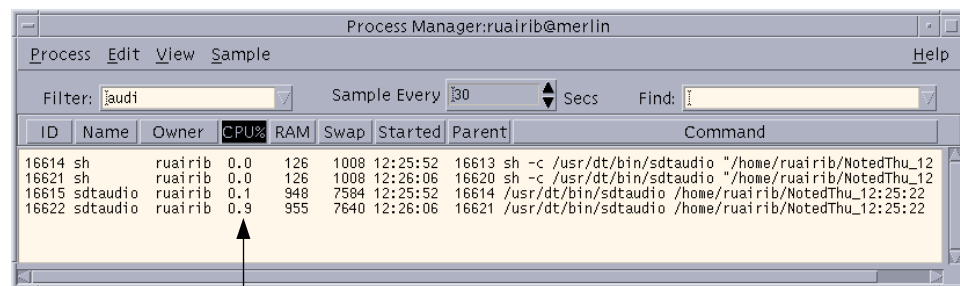 Process Manager:ruairib@merlin
Process Edit View Sample Help
Filter: audi Sample Every 30 Secs Find:
ID Name Owner CPU% RAM Swap Started Parent Command
16614 sh ruairib 0.0 126 1008 12:25:52 16613 sh -c /usr/dt/bin/sdtaudio "/home/ruairib/NotedThu_12
16621 sh ruairib 0.0 126 1008 12:26:06 16620 sh -c /usr/dt/bin/sdtaudio "/home/ruairib/NotedThu_12
16615 sdtaudio ruairib 0.1 948 7584 12:25:52 16614 /usr/dt/bin/sdtaudio /home/ruairib/NotedThu_12:25:22
16622 sdtaudio ruairib 0.9 955 7640 12:26:06 16621 /usr/dt/bin/sdtaudio /home/ruairib/NotedThu_12:25:22